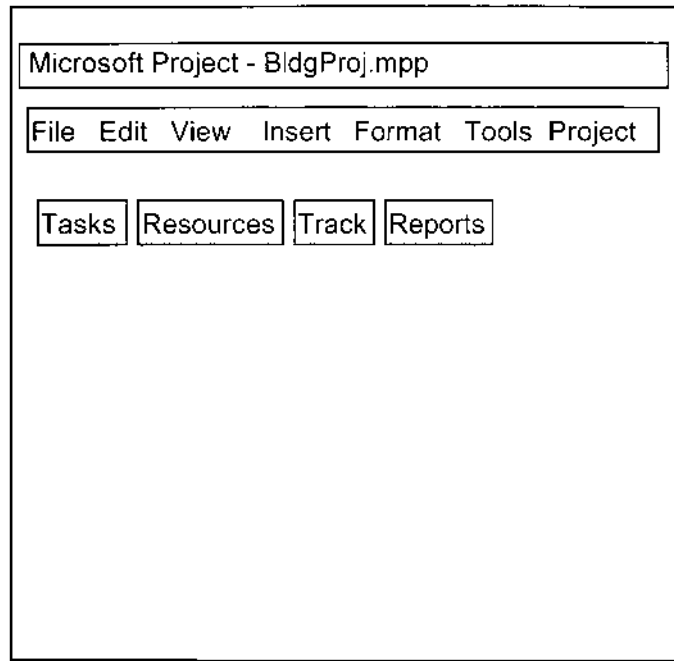 Microsoft Project - BldgProj.mpp
File Edit View Insert Format Tools Project
Tasks Resources Track Reports